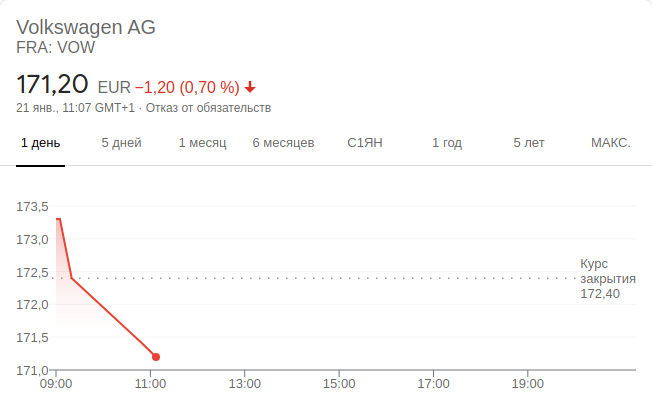 Volkswagen AG
FRA: VOW
171,20 EUR −1,20 (0,70 %)
21 янв., 11:07 GMT+1 · Отказ от обязательств
1 день 5 дней 1 месяц 6 месяцев С1ЯН 1 год 5 лет МАКС.
173,5
173,0
172,5
172,0
171,5
171,0
Курс
закрытия
172,40
09:00 11:00 13:00 15:00 17:00 19:00